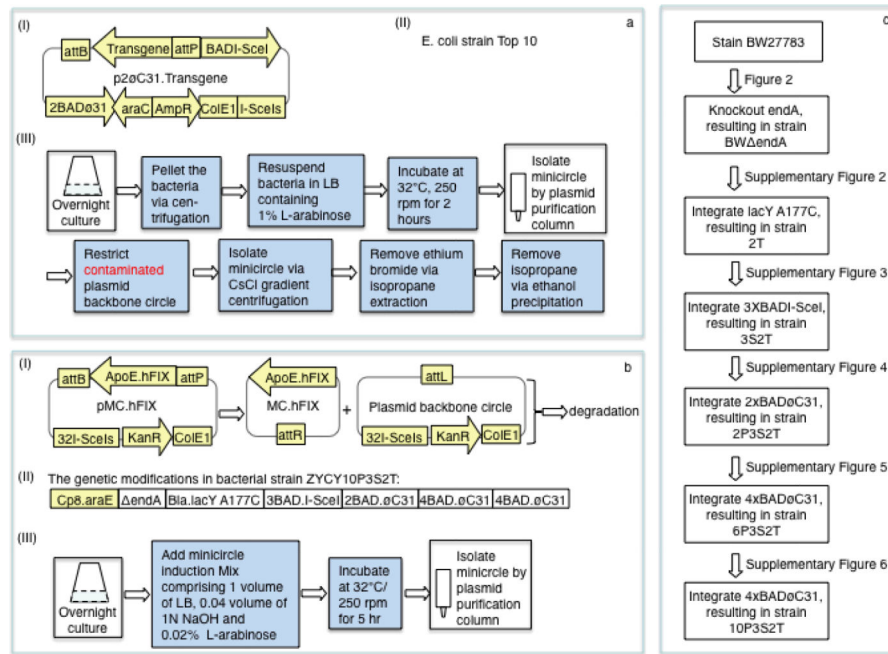 (I)
(II)
a
E. coli strain Top 10
attB
Transgene
attP
BADI-SceI
p2øC31.Transgene
2BADø31
araC
AmpR
ColE1
I-SceIs
(III)
Overnight
culture
Pellet the
bacteria
via cen-
trifugation
Resuspend
bacteria in LB
containing
1% L-arabinose
Incubate at
32°C, 250
rpm for 2
hours
Isolate
minicircle
by plasmid
purification
column
Restrict
contaminated
plasmid
backbone circle
Isolate
minicircle via
CsCl gradient
centrifugation
Remove ethium
bromide via
isopropane
extraction
Remove
isopropane
via ethanol
precipitation
(I)
b
attB
ApoE.hFIX
attP
pMC.hFIX
32I-SceIs
KanR
ColE1
ApoE.hFIX
MC.hFIX
attR
+
attL
Plasmid backbone circle
32I-SceIs
KanR
ColE1
degradation
(II)
The genetic modifications in bacterial strain ZYCY10P3S2T:
Cp8.araE
ΔendA
Bla.lacY A177C
3BAD.I-SceI
2BAD.øC31
4BAD.øC31
4BAD.øC31
(III)
Overnight
culture
Add minicircle
induction Mix
comprising 1 volume
of LB, 0.04 volume of
1N NaOH and
0.02% L-arabinose
Incubate
at 32°C/
250 rpm
for 5 hr
Isolate
minicrcle by
plasmid
purification
column
Stain BW27783
Figure 2
Knockout endA,
resulting in strain
BWΔendA
Supplementary Figure 2
Integrate lacY A177C,
resulting in strain
2T
Supplementary Figure 3
Integrate 3XBADI-SceI,
resulting in strain
3S2T
Supplementary Figure 4
Integrate 2xBADøC31,
resulting in strain
2P3S2T
Supplementary Figure 5
Integrate 4xBADøC31,
resulting in strain
6P3S2T
Supplementary Figure 6
Integrate 4xBADøC31,
resulting in strain
10P3S2T